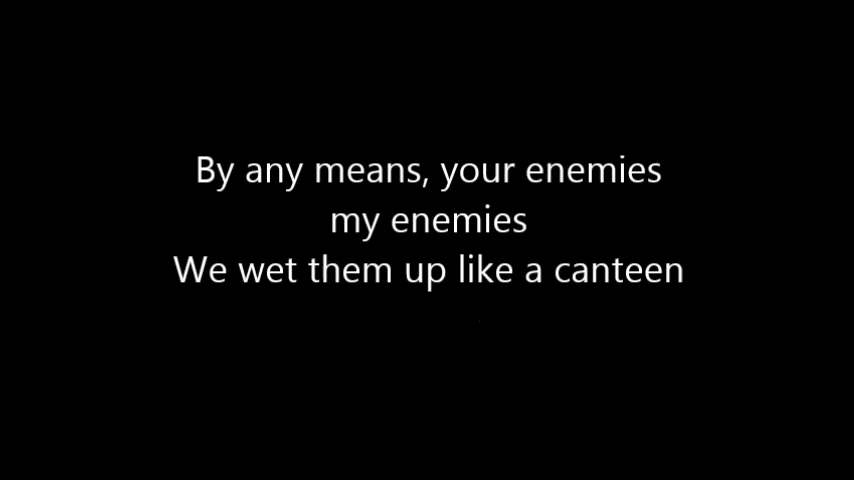 By any means, your enemies
my enemies
We wet them up like a canteen